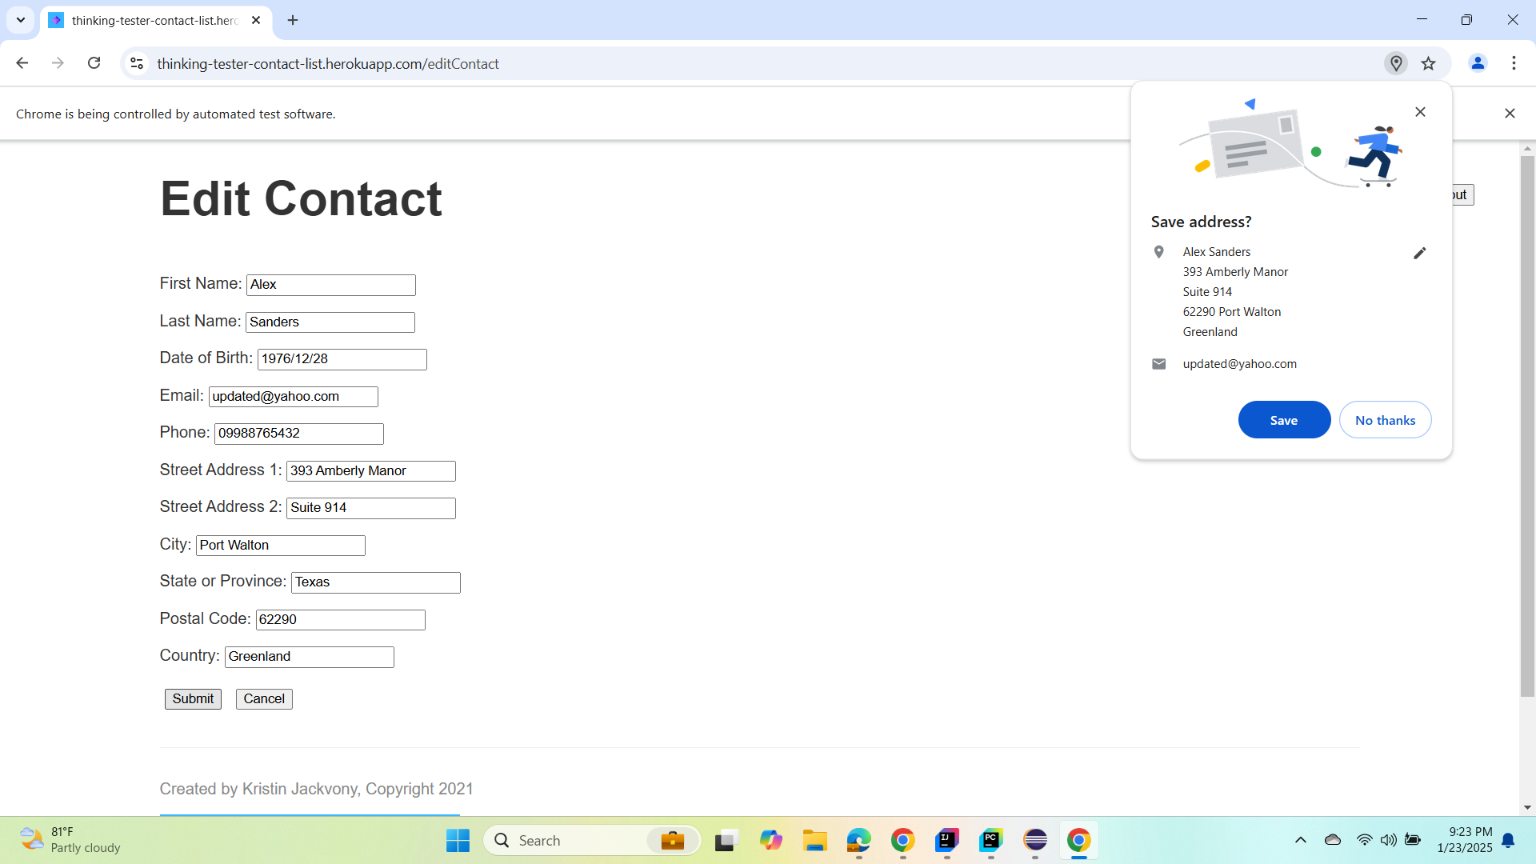 thinking-tester-contact-list.herc
thinking-tester-contact-list.herokuapp.com/editContact
Chrome is being controlled by automated test software.
Edit Contact
out
First Name: Alex
Last Name: Sanders
Date of Birth: 1976/12/28
Email: updated@yahoo.com
Phone: 09988765432
Street Address 1: 393 Amberly Manor
Street Address 2: Suite 914
City: Port Walton
State or Province: Texas
Postal Code: 62290
Country: Greenland
Submit Cancel
Created by Kristin Jackvony, Copyright 2021
Save address?
Alex Sanders
393 Amberly Manor
Suite 914
62290 Port Walton
Greenland
updated@yahoo.com
Save No thanks
81°F
Partly cloudy
Search
IJ
PC
9:23 PM
1/23/2025